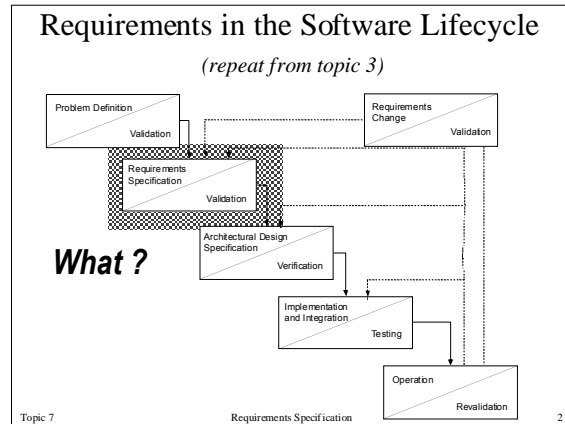 Requirements in the Software Lifecycle
(repeat from topic 3)
Problem Definition
Validation
Requirements
Change
Validation
Requirements
Specification
Validation
What ?
Architectural Design
Specification
Verification
Implementation
and Integration
Testing
Operation
Revalidation
Topic 7
Requirements Specification
2